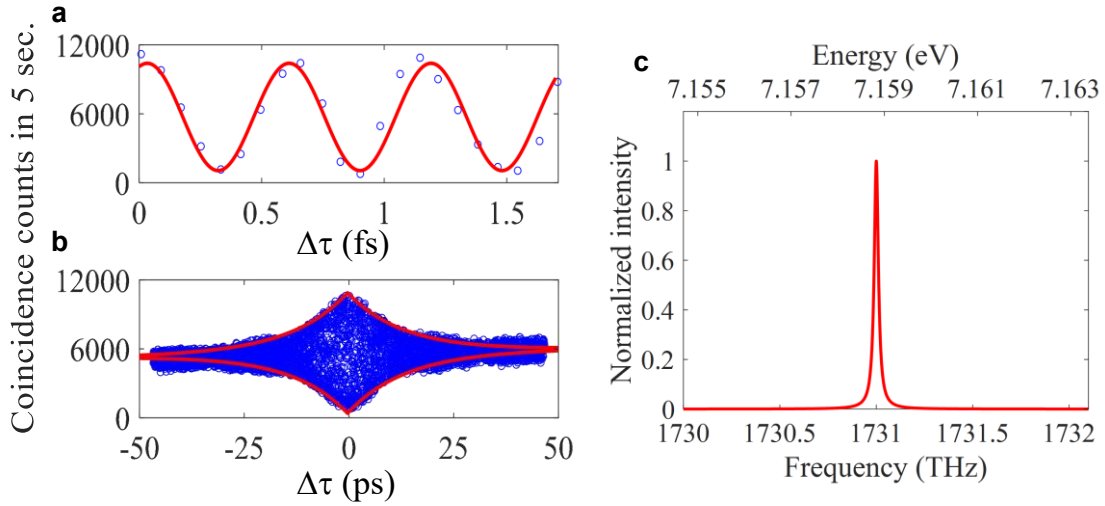 a
Coincidence counts in 5 sec.
12000
6000
0
0 0.5 1 1.5
Δτ (fs)
b
12000
6000
0
-50 -25 0 25 50
Δτ (ps)
c
Energy (eV)
7.155 7.157 7.159 7.161 7.163
Normalized intensity
1
0.8
0.6
0.4
0.2
0
1730 1730.5 1731 1731.5 1732
Frequency (THz)